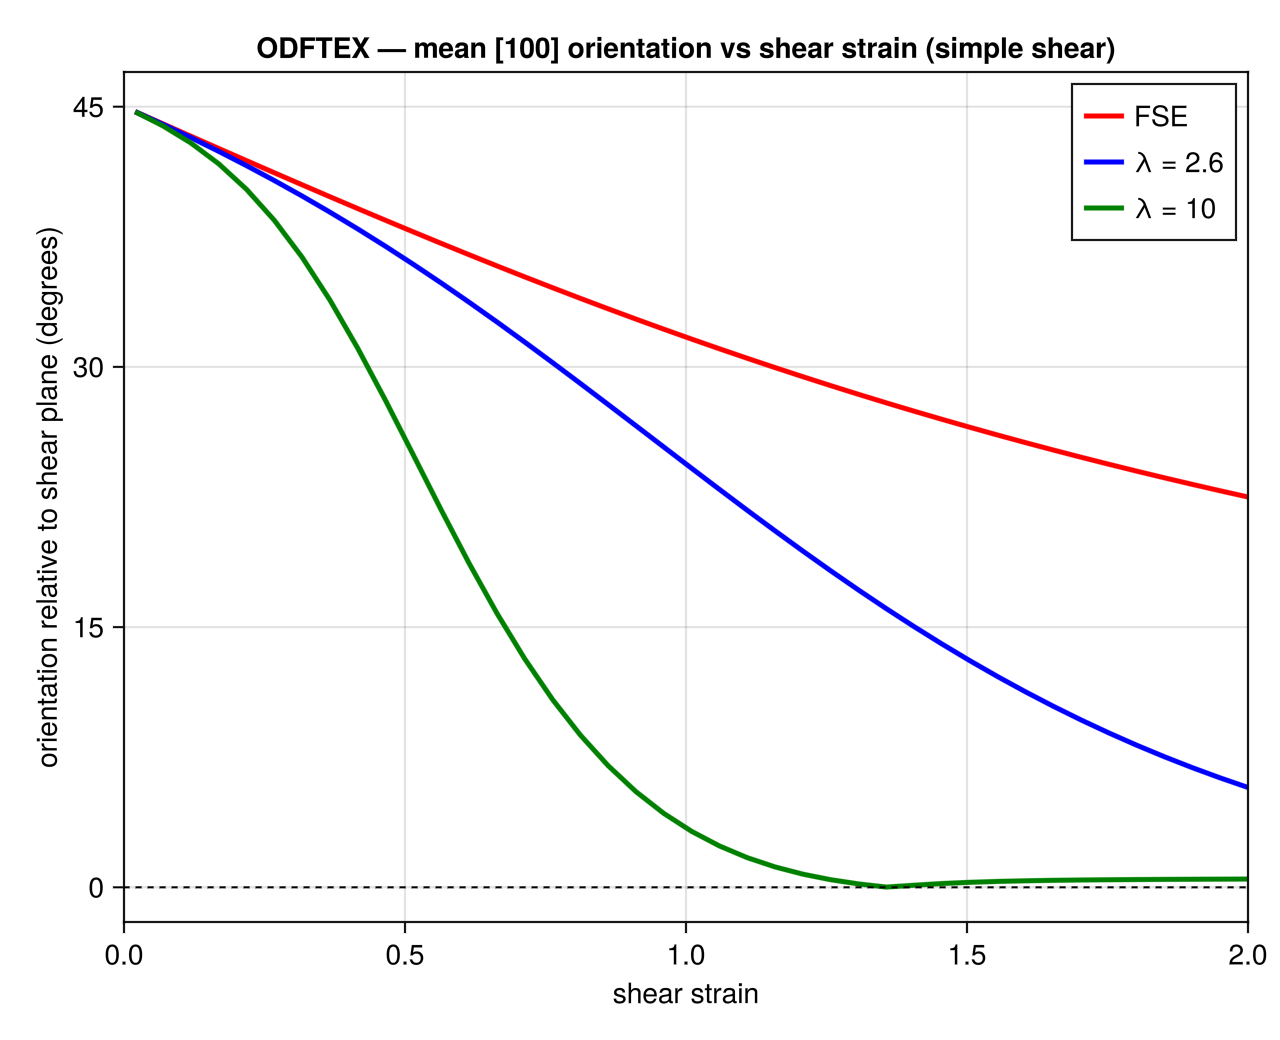 ODFTEX — mean [100] orientation vs shear strain (simple shear)
FSE
λ = 2.6
λ = 10
orientation relative to shear plane (degrees)
45
30
15
0
0.0 0.5 1.0 1.5 2.0
shear strain